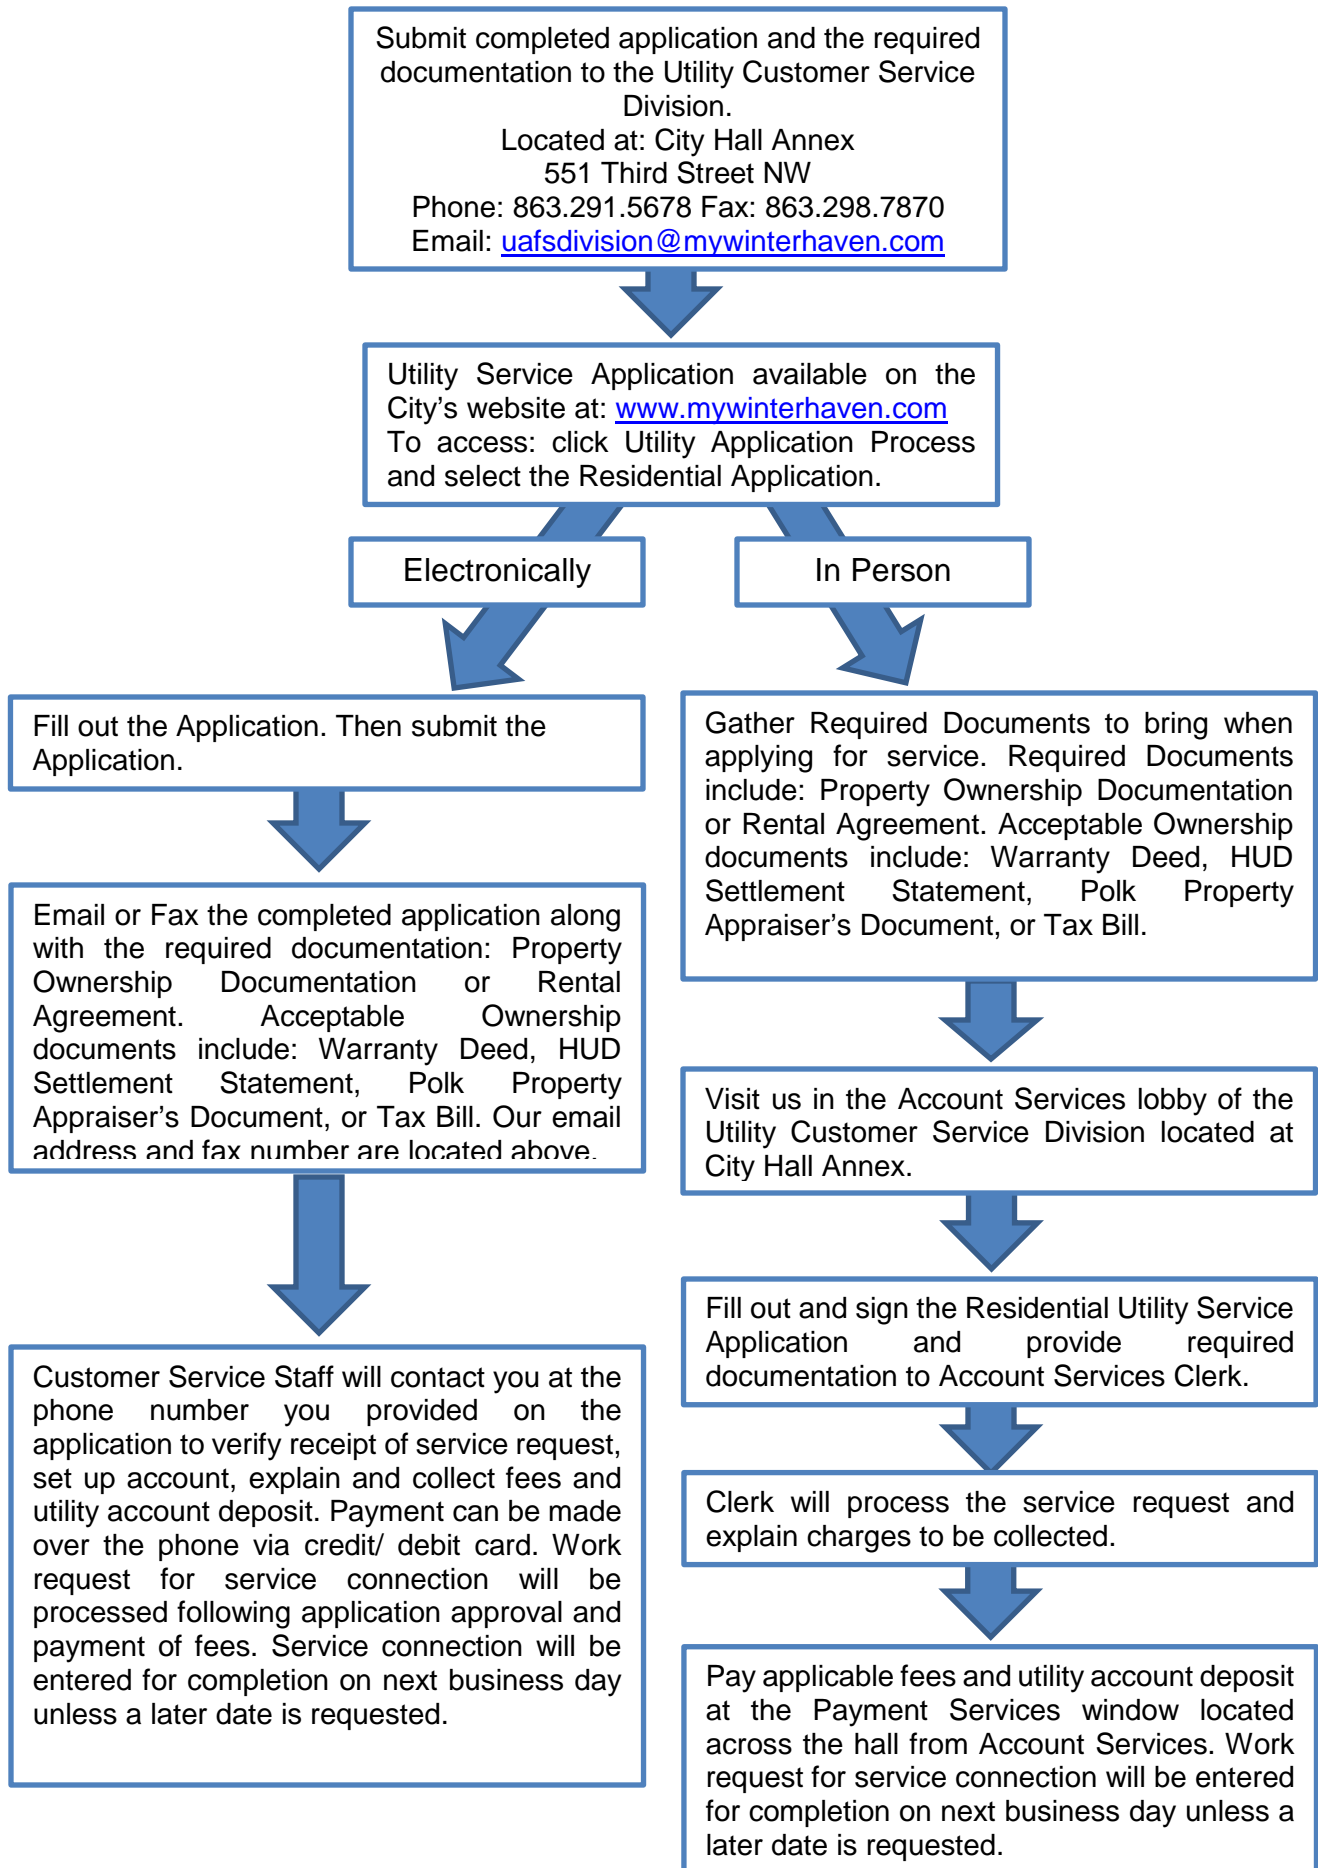 Submit completed application and the required
documentation to the Utility Customer Service
Division.
Located at: City Hall Annex
551 Third Street NW
Phone: 863.291.5678 Fax: 863.298.7870
Email: uafsdivision@mywinterhaven.com
Utility Service Application available on the
City’s website at: www.mywinterhaven.com
To access: click Utility Application Process
and select the Residential Application.
Electronically
In Person
Fill out the Application. Then submit the
Application.
Email or Fax the completed application along
with the required documentation: Property
Ownership Documentation or Rental
Agreement. Acceptable Ownership
documents include: Warranty Deed, HUD
Settlement Statement, Polk Property
Appraiser’s Document, or Tax Bill. Our email
address and fax number are located above.
Customer Service Staff will contact you at the
phone number you provided on the
application to verify receipt of service request,
set up account, explain and collect fees and
utility account deposit. Payment can be made
over the phone via credit/ debit card. Work
request for service connection will be
processed following application approval and
payment of fees. Service connection will be
entered for completion on next business day
unless a later date is requested.
Gather Required Documents to bring when
applying for service. Required Documents
include: Property Ownership Documentation
or Rental Agreement. Acceptable Ownership
documents include: Warranty Deed, HUD
Settlement Statement, Polk Property
Appraiser’s Document, or Tax Bill.
Visit us in the Account Services lobby of the
Utility Customer Service Division located at
City Hall Annex.
Fill out and sign the Residential Utility Service
Application and provide required
documentation to Account Services Clerk.
Clerk will process the service request and
explain charges to be collected.
Pay applicable fees and utility account deposit
at the Payment Services window located
across the hall from Account Services. Work
request for service connection will be entered
for completion on next business day unless a
later date is requested.